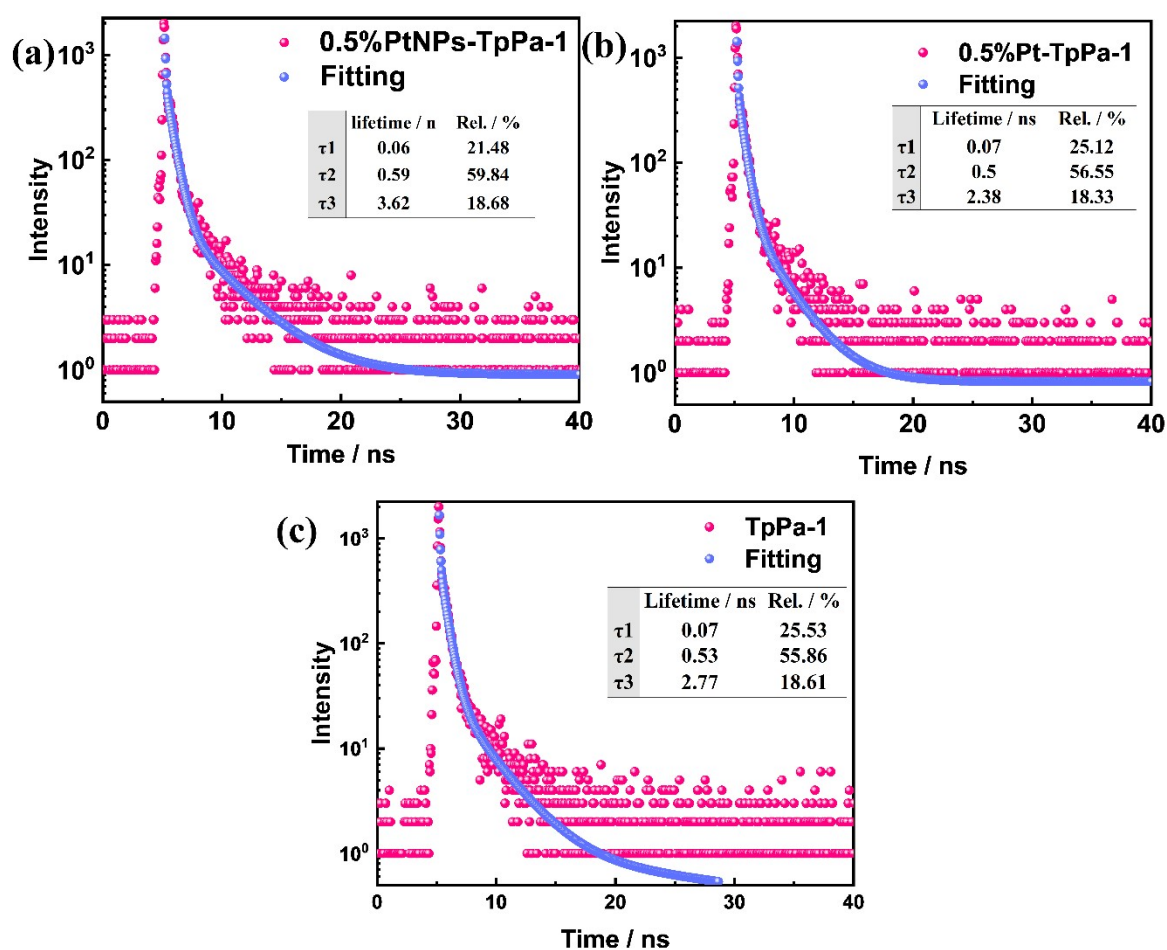 (a)
0.5%PtNPs-TpPa-1
Fitting
lifetime / n Rel. / %
τ1 0.06 21.48
τ2 0.59 59.84
τ3 3.62 18.68
Intensity
10³
10²
10¹
10⁰
0 10 20 30 40
Time / ns
(b)
0.5%Pt-TpPa-1
Fitting
Lifetime / ns Rel. / %
τ1 0.07 25.12
τ2 0.5 56.55
τ3 2.38 18.33
Intensity
10³
10²
10¹
10⁰
0 10 20 30 40
Time / ns
(c)
TpPa-1
Fitting
Lifetime / ns Rel. / %
τ1 0.07 25.53
τ2 0.53 55.86
τ3 2.77 18.61
Intensity
10³
10²
10¹
10⁰
0 10 20 30 40
Time / ns